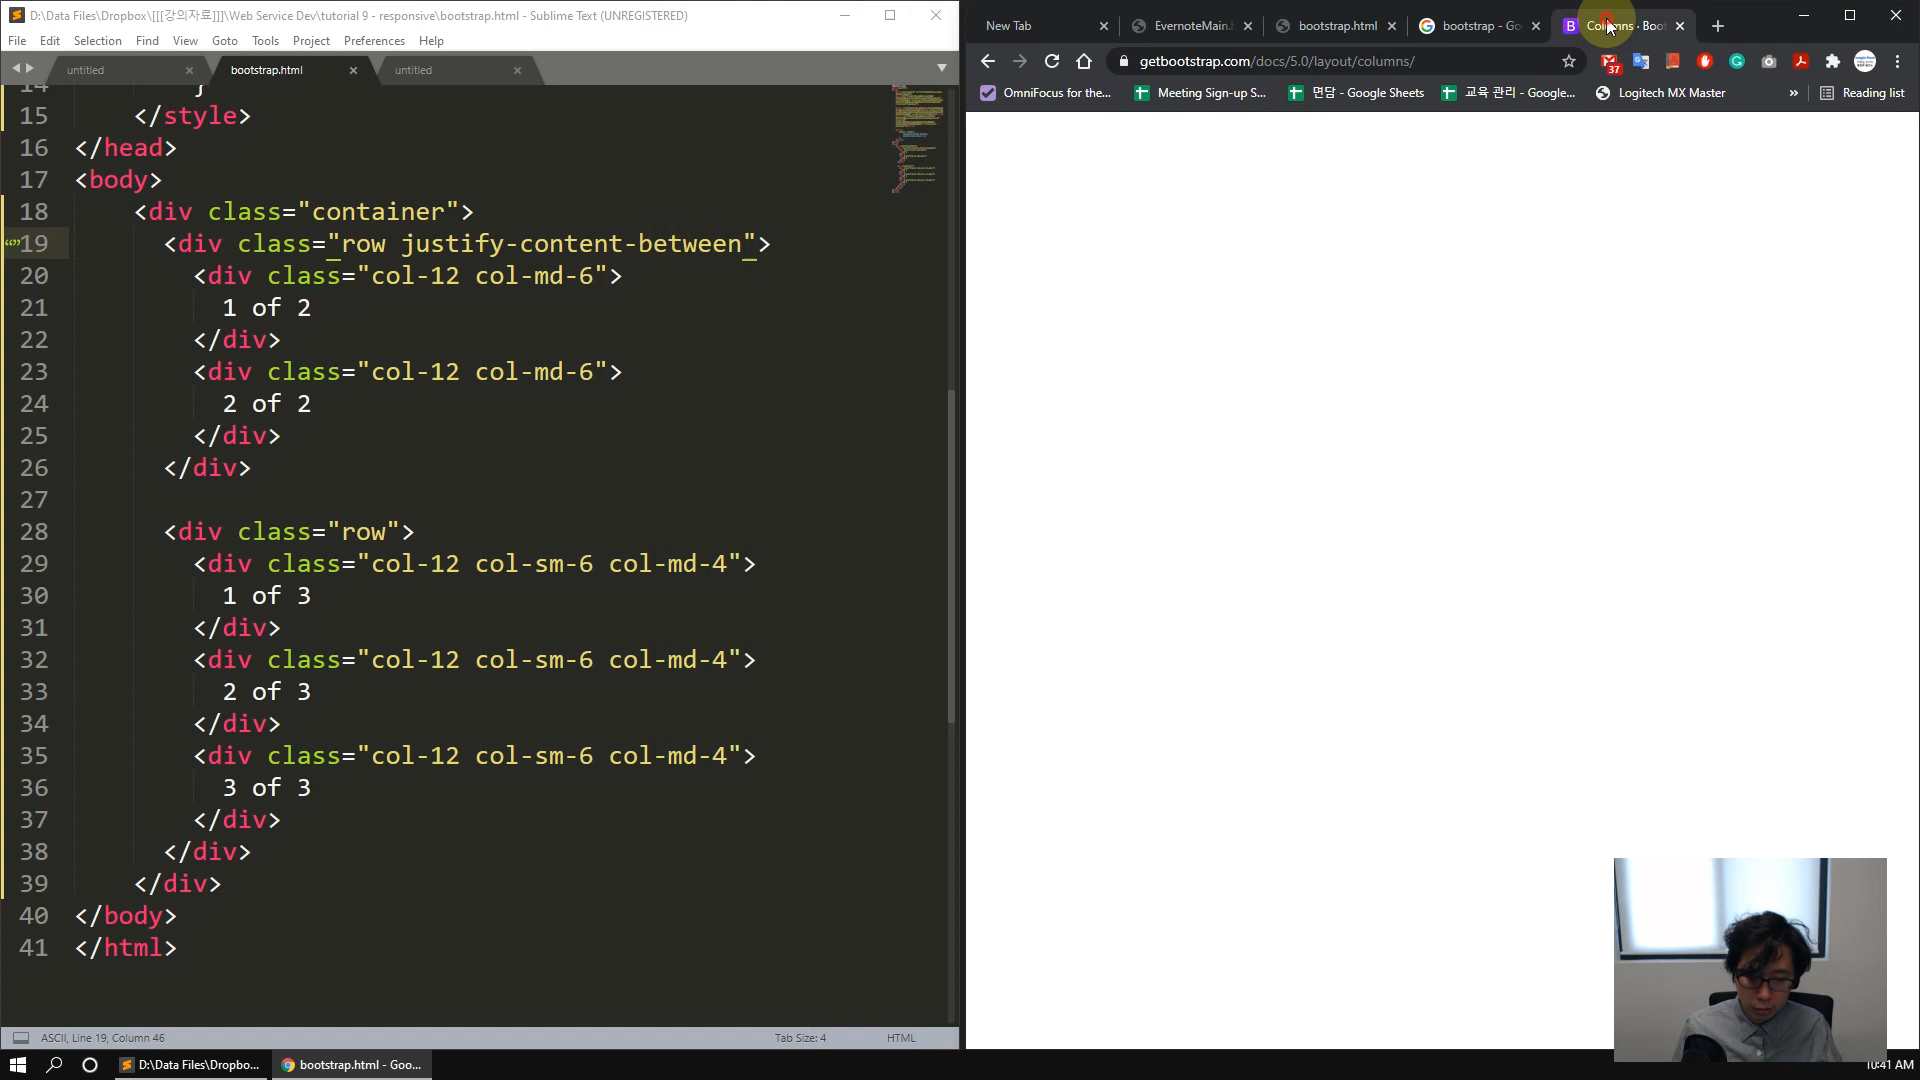 D:\Data Files\Dropbox\[[[강의자료]]]\Web Service Dev\tutorial 9 - responsive\bootstrap.html - Sublime Text (UNREGISTERED)
File Edit Selection Find View Goto Tools Project Preferences Help
untitled bootstrap.html untitled
14 }
15 </style>
16 </head>
17 <body>
18 <div class="container">
19 <div class="row justify-content-between">
20 <div class="col-12 col-md-6">
21 1 of 2
22 </div>
23 <div class="col-12 col-md-6">
24 2 of 2
25 </div>
26 </div>
27
28 <div class="row">
29 <div class="col-12 col-sm-6 col-md-4">
30 1 of 3
31 </div>
32 <div class="col-12 col-sm-6 col-md-4">
33 2 of 3
34 </div>
35 <div class="col-12 col-sm-6 col-md-4">
36 3 of 3
37 </div>
38 </div>
39 </div>
40 </body>
41 </html>
ASCII, Line 19, Column 46 Tab Size: 4 HTML
New Tab EvernoteMain. bootstrap.html bootstrap - Go Columns · Boot
getbootstrap.com/docs/5.0/layout/columns/
37
OmniFocus for the... Meeting Sign-up S... 면담 - Google Sheets 교육 관리 - Google... Logitech MX Master » Reading list
D:\Data Files\Dropbo... bootstrap.html - Goo... 10:41 AM